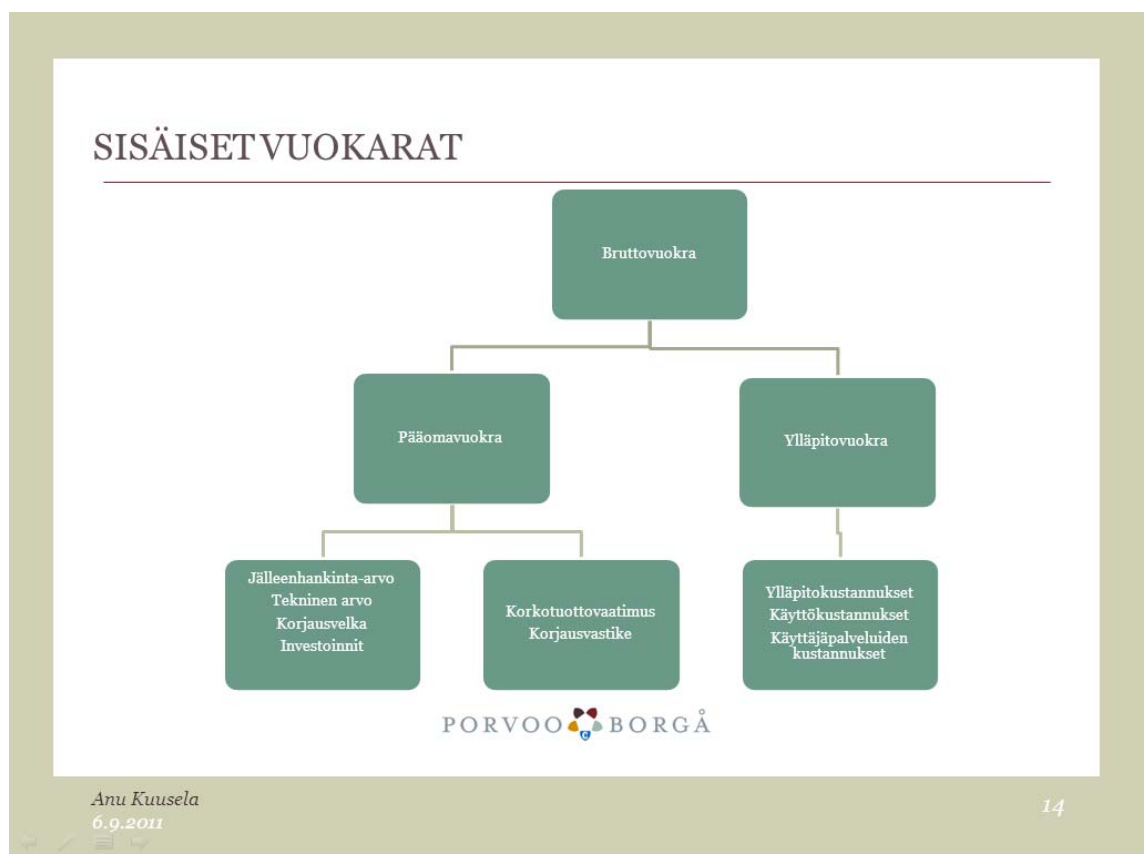 SISÄISET VUOKARAT
Bruttovuokra
Pääomavuokra
Ylläpitovuokra
Jälleenhankinta-arvo
Tekninen arvo
Korjausvelka
Investoinnit
Korkotuottovaatimus
Korjausvastike
Ylläpitokustannukset
Käyttökustannukset
Käyttäjäpalveluiden
kustannukset
PORVOO BORGÅ
Anu Kuusela
6.9.2011
14